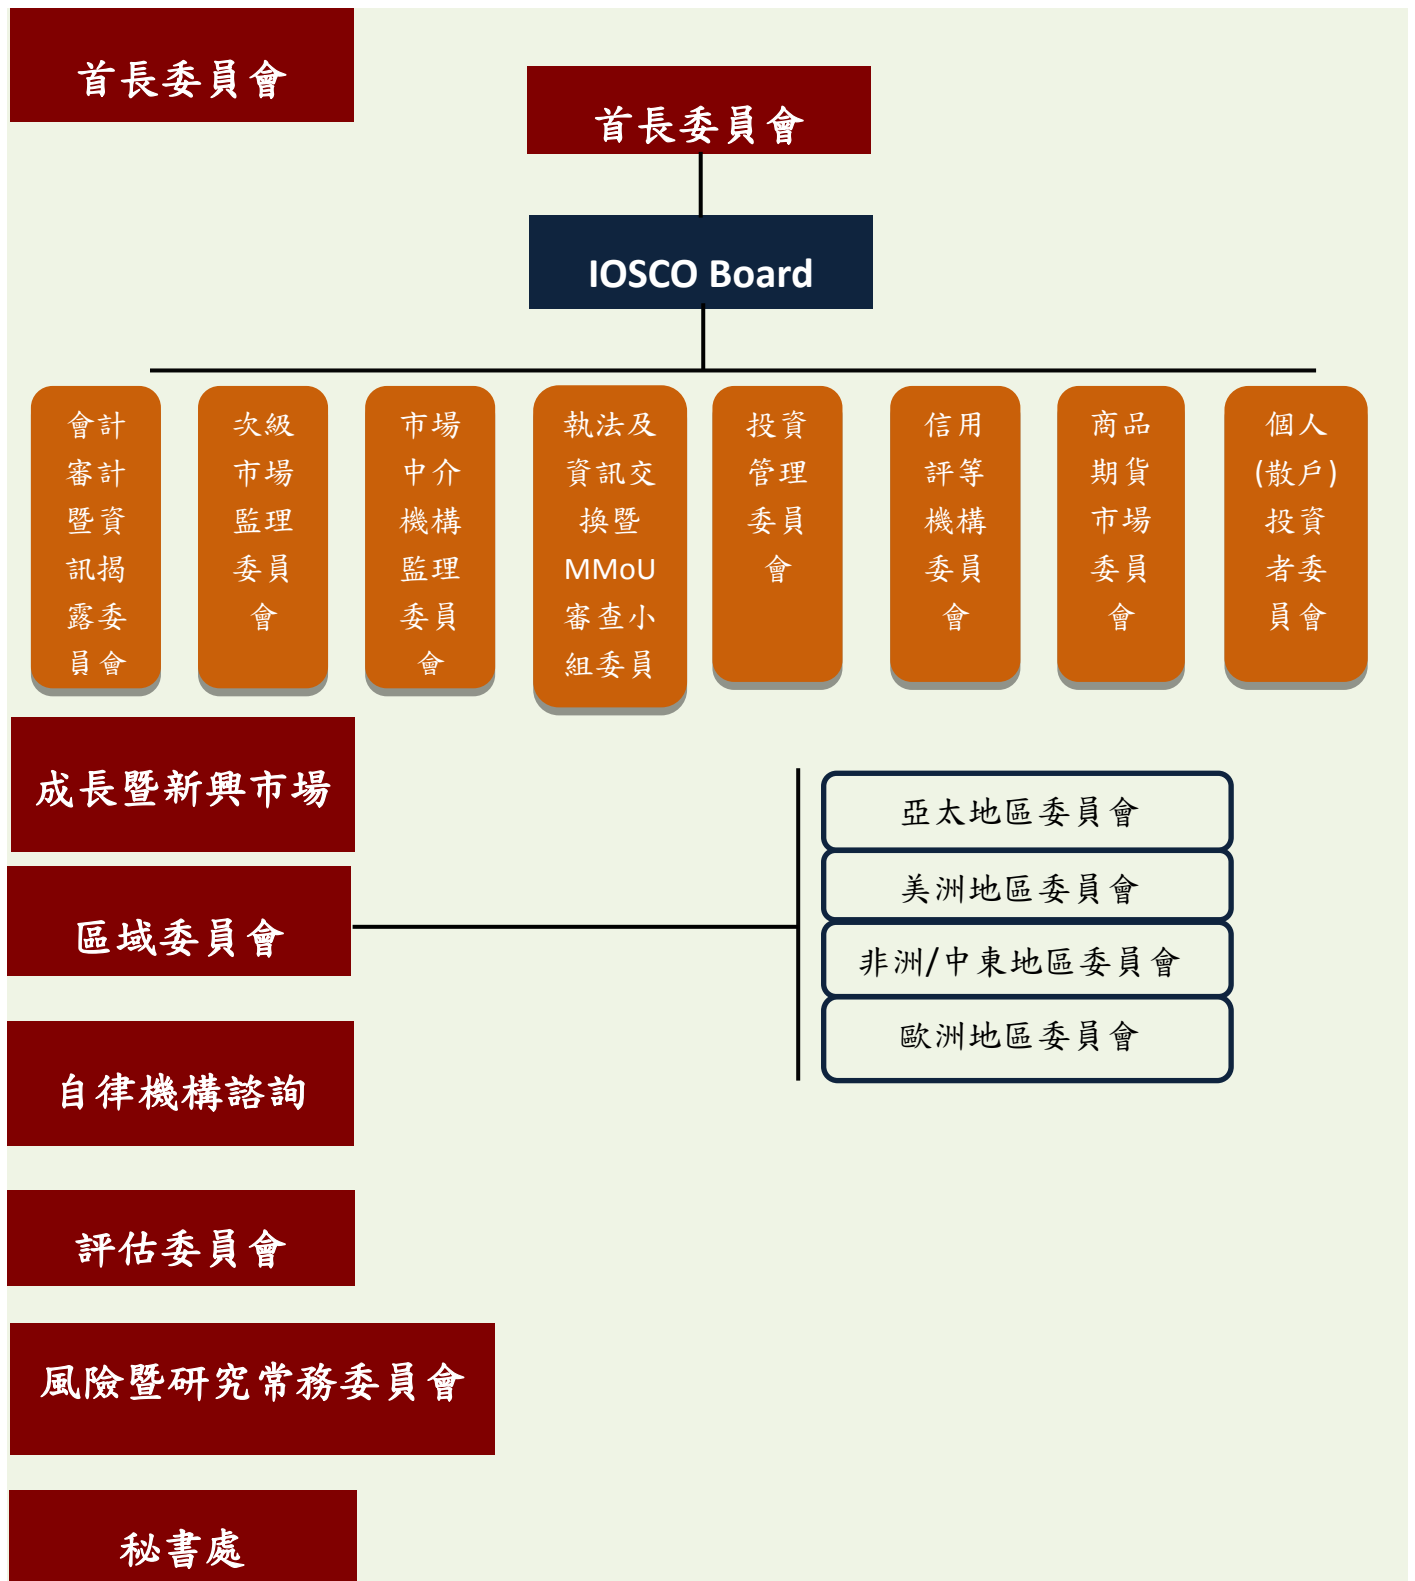 首長委員會
首長委員會
IOSCO Board
會計
審計
暨資
訊揭
露委
員會
次級
市場
監理
委員
會
市場
中介
機構
監理
委員
會
執法及
資訊交
換暨
MMoU
審查小
組委員
投資
管理
委員
會
信用
評等
機構
委員
會
商品
期貨
市場
委員
會
個人
(散戶)
投資
者委
員會
成長暨新興市場
亞太地區委員會
美洲地區委員會
區域委員會
非洲/中東地區委員會
歐洲地區委員會
自律機構諮詢
評估委員會
風險暨研究常務委員會
秘書處